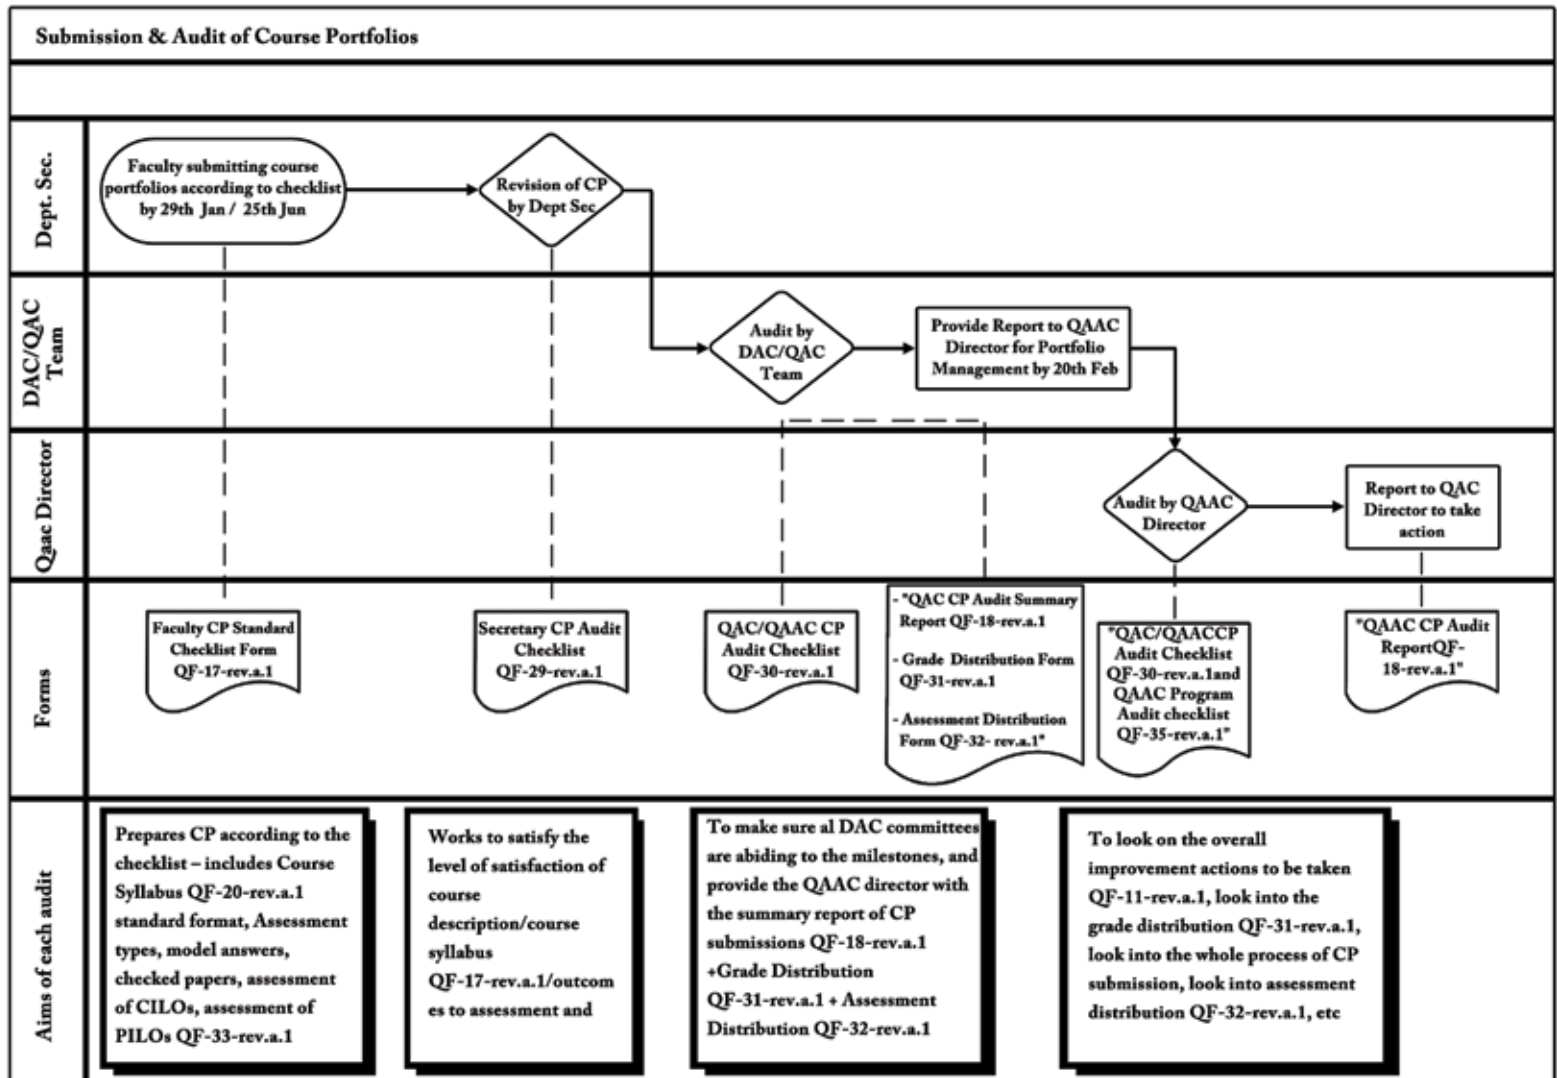 Submission & Audit of Course Portfolios
Dept. Sec.
Faculty submitting course
portfolios according to checklist
by 29th Jan / 25th Jun
Revision of CP
by Dept Sec
DAC/QAC
Team
Audit by
DAC/QAC
Team
Provide Report to QAAC
Director for Portfolio
Management by 20th Feb
Qaac Director
Audit by QAAC
Director
Report to QAC
Director to take
action
Forms
Faculty CP Standard
Checklist Form
QF-17-rev.a.1
Secretary CP Audit
Checklist
QF-29-rev.a.1
QAC/QAAC CP
Audit Checklist
QF-30-rev.a.1
- "QAC CP Audit Summary
Report QF-18-rev.a.1
- Grade Distribution Form
QF-31-rev.a.1
- Assessment Distribution
Form QF-32- rev.a.1"
"QAC/QAACCP
Audit Checklist
QF-30-rev.a.1and
QAAC Program
Audit checklist
QF-35-rev.a.1"
"QAAC CP Audit
ReportQF-
18-rev.a.1"
Aims of each audit
Prepares CP according to the
checklist – includes Course
Syllabus QF-20-rev.a.1
standard format, Assessment
types, model answers,
checked papers, assessment
of CILOs, assessment of
PILOs QF-33-rev.a.1
Works to satisfy the
level of satisfaction of
course
description/course
syllabus
QF-17-rev.a.1/outcom
es to assessment and
To make sure al DAC committees
are abiding to the milestones, and
provide the QAAC director with
the summary report of CP
submissions QF-18-rev.a.1
+Grade Distribution
QF-31-rev.a.1 + Assessment
Distribution QF-32-rev.a.1
To look on the overall
improvement actions to be taken
QF-11-rev.a.1, look into the
grade distribution QF-31-rev.a.1,
look into the whole process of CP
submission, look into assessment
distribution QF-32-rev.a.1, etc